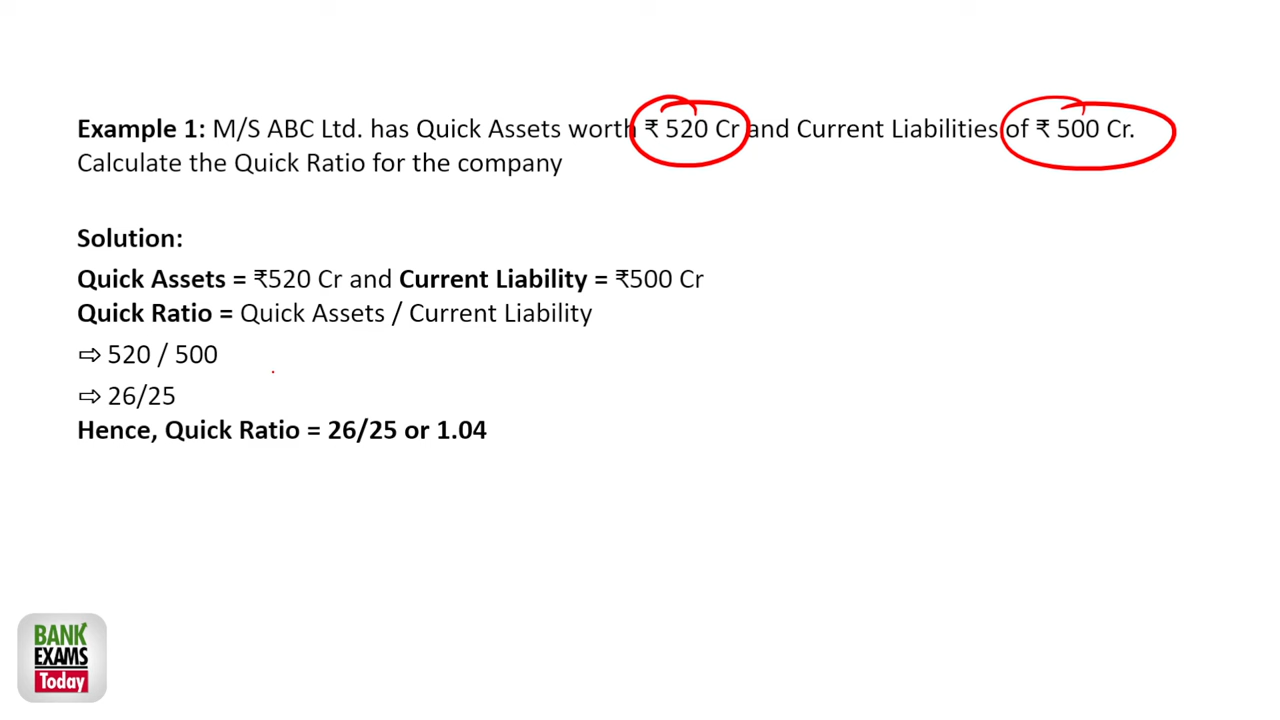 Example 1: M/S ABC Ltd. has Quick Assets worth ₹ 520 Cr and Current Liabilities of ₹ 500 Cr.
Calculate the Quick Ratio for the company
Solution:
Quick Assets = ₹520 Cr and Current Liability = ₹500 Cr
Quick Ratio = Quick Assets / Current Liability
⇨ 520 / 500
⇨ 26/25
Hence, Quick Ratio = 26/25 or 1.04
BANK
EXAMS
Today